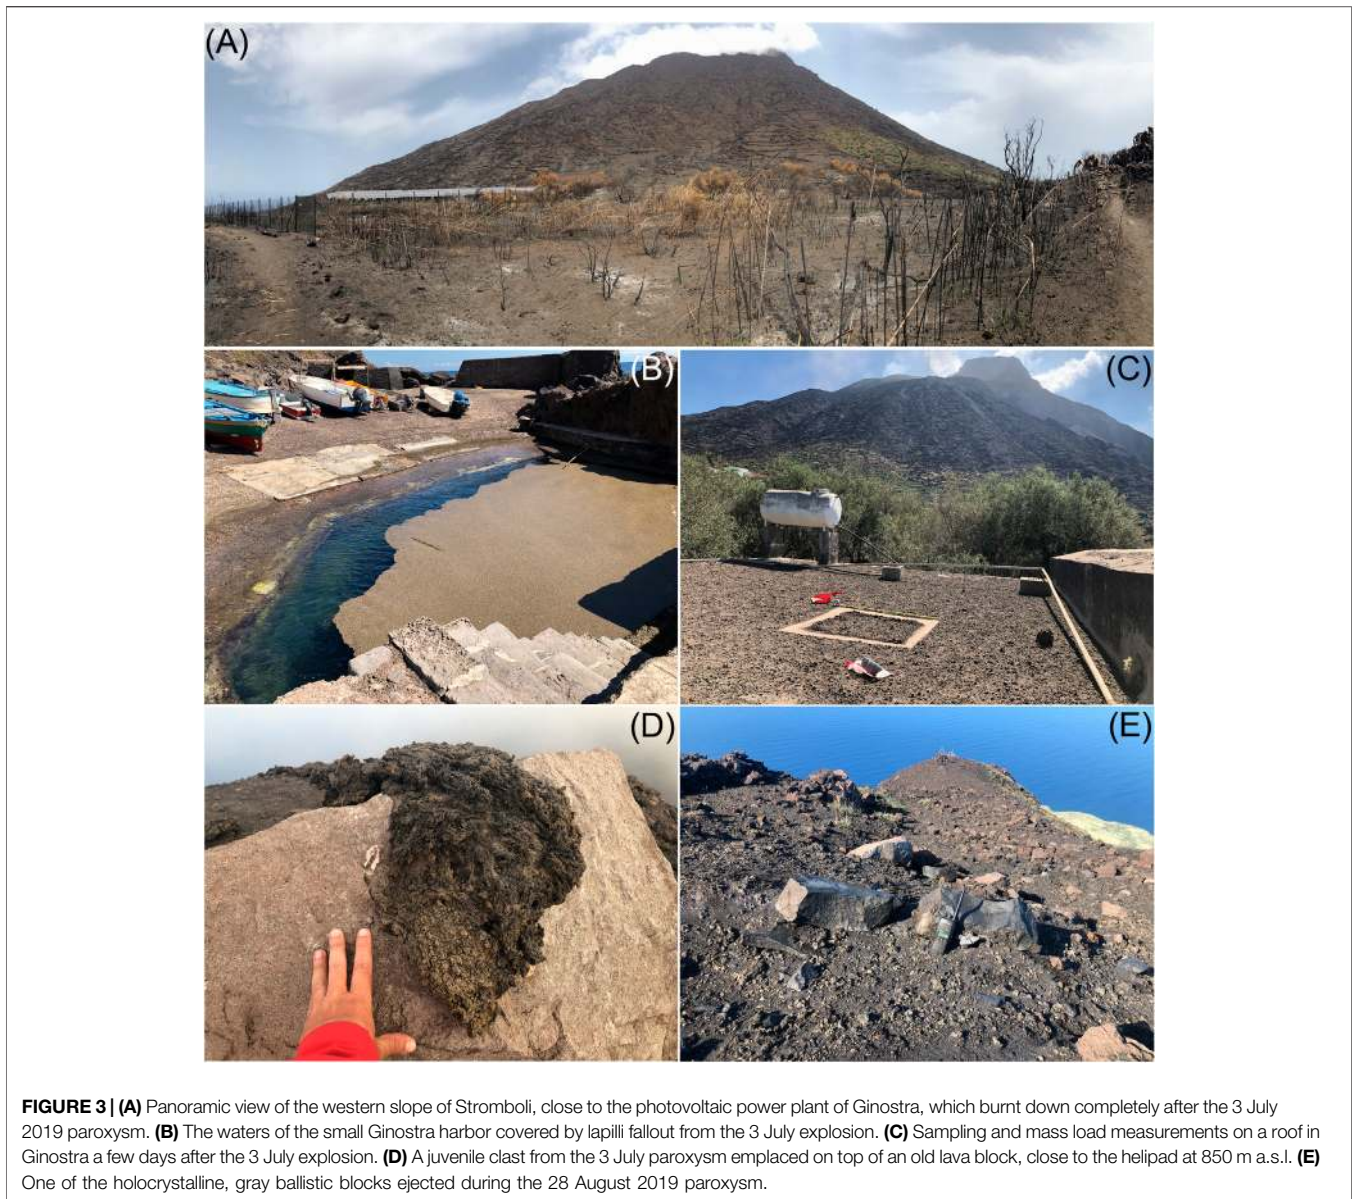 (A)
(B)
(C)
(D)
(E)
FIGURE 3 | (A) Panoramic view of the western slope of Stromboli, close to the photovoltaic power plant of Ginostra, which burnt down completely after the 3 July
2019 paroxysm. (B) The waters of the small Ginostra harbor covered by lapilli fallout from the 3 July explosion. (C) Sampling and mass load measurements on a roof in
Ginostra a few days after the 3 July explosion. (D) A juvenile clast from the 3 July paroxysm emplaced on top of an old lava block, close to the helipad at 850 m a.s.l. (E)
One of the holocrystalline, gray ballistic blocks ejected during the 28 August 2019 paroxysm.